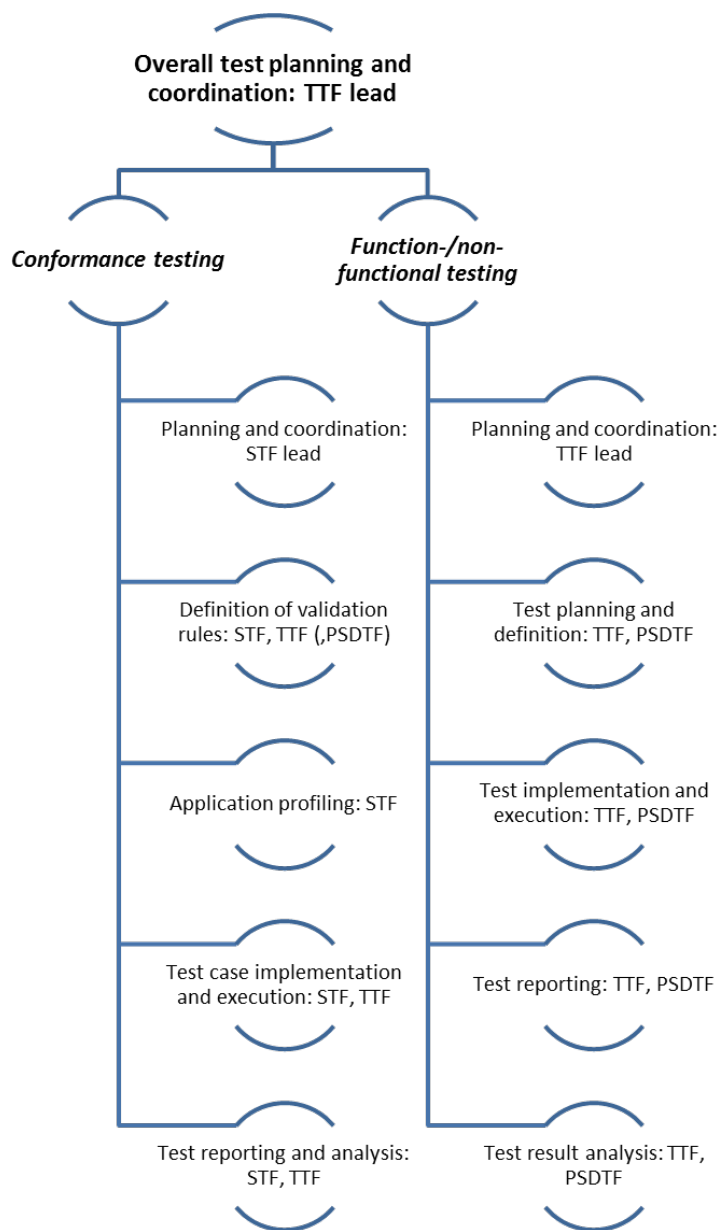 Overall test planning and
coordination: TTF lead
Conformance testing
Function-/non-
functional testing
Planning and coordination:
STF lead
Planning and coordination:
TTF lead
Definition of validation
rules: STF, TTF (,PSDTF)
Test planning and
definition: TTF, PSDTF
Application profiling: STF
Test implementation and
execution: TTF, PSDTF
Test case implementation
and execution: STF, TTF
Test reporting: TTF, PSDTF
Test reporting and analysis:
STF, TTF
Test result analysis: TTF,
PSDTF